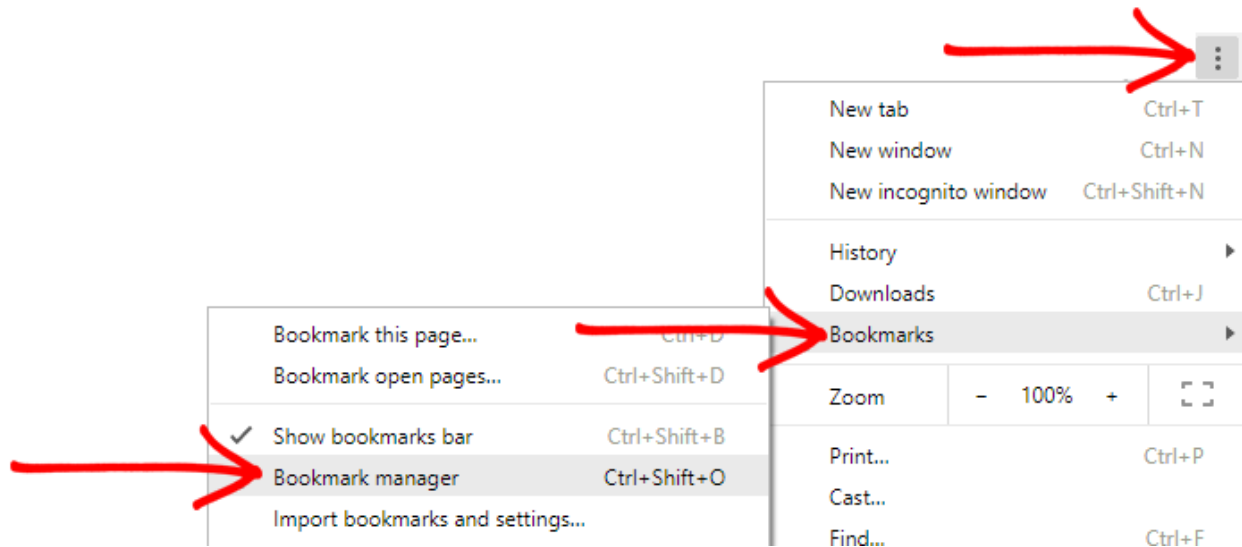 New tab Ctrl+T
New window Ctrl+N
New incognito window Ctrl+Shift+N
History
Downloads Ctrl+J
Bookmarks
Zoom - 100% +
Print... Ctrl+P
Cast...
Find... Ctrl+F
Bookmark this page... Ctrl+D
Bookmark open pages... Ctrl+Shift+D
Show bookmarks bar Ctrl+Shift+B
Bookmark manager Ctrl+Shift+O
Import bookmarks and settings...